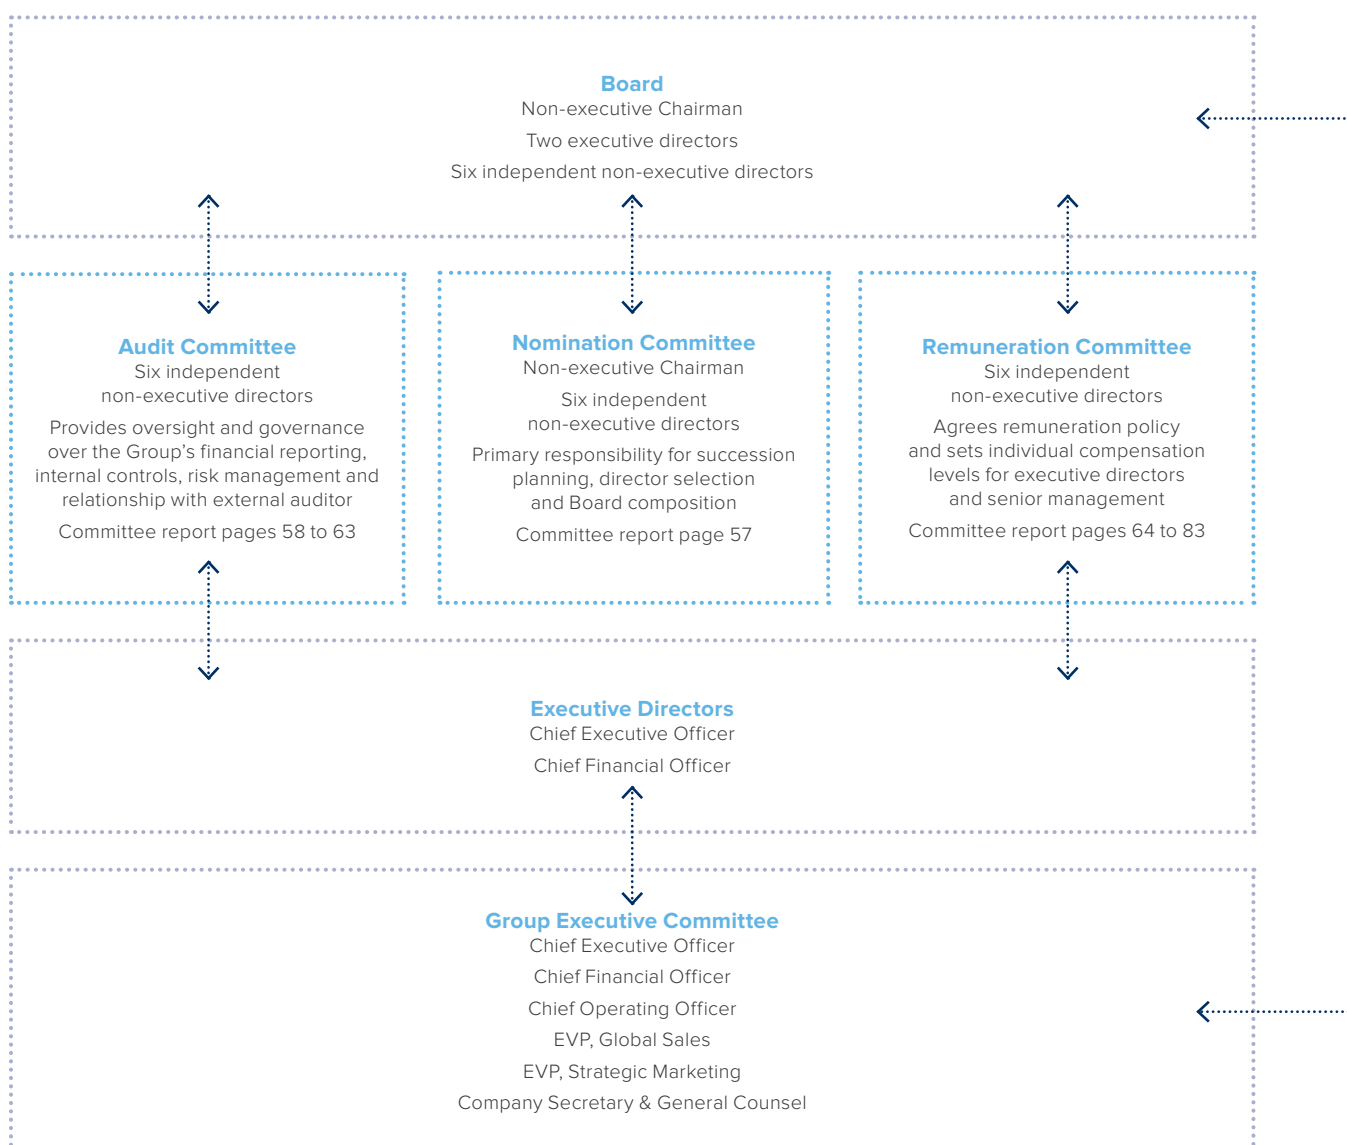 Board
Non-executive Chairman
Two executive directors
Six independent non-executive directors
Audit Committee
Six independent
non-executive directors
Provides oversight and governance
over the Group’s financial reporting,
internal controls, risk management and
relationship with external auditor
Committee report pages 58 to 63
Nomination Committee
Non-executive Chairman
Six independent
non-executive directors
Primary responsibility for succession
planning, director selection
and Board composition
Committee report page 57
Remuneration Committee
Six independent
non-executive directors
Agrees remuneration policy
and sets individual compensation
levels for executive directors
and senior management
Committee report pages 64 to 83
Executive Directors
Chief Executive Officer
Chief Financial Officer
Group Executive Committee
Chief Executive Officer
Chief Financial Officer
Chief Operating Officer
EVP, Global Sales
EVP, Strategic Marketing
Company Secretary & General Counsel